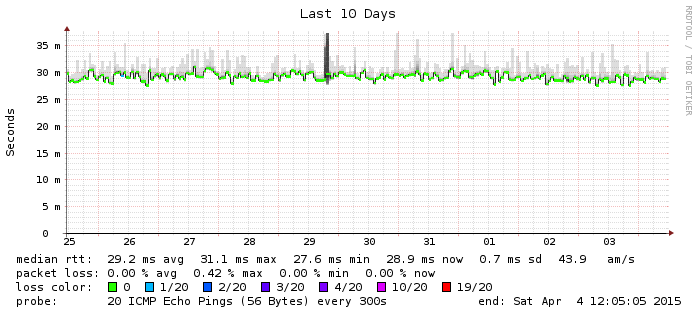 Last 10 Days
RRDTOOL / TOBI OETIKER
Seconds
35 m
30 m
25 m
20 m
15 m
10 m
5 m
0
25 26 27 28 29 30 31 01 02 03
median rtt: 29.2 ms avg 31.1 ms max 27.6 ms min 28.9 ms now 0.7 ms sd 43.9 am/s
packet loss: 0.00 % avg 0.42 % max 0.00 % min 0.00 % now
loss color: 0 1/20 2/20 3/20 4/20 10/20 19/20
probe: 20 ICMP Echo Pings (56 Bytes) every 300s end: Sat Apr 4 12:05:05 2015